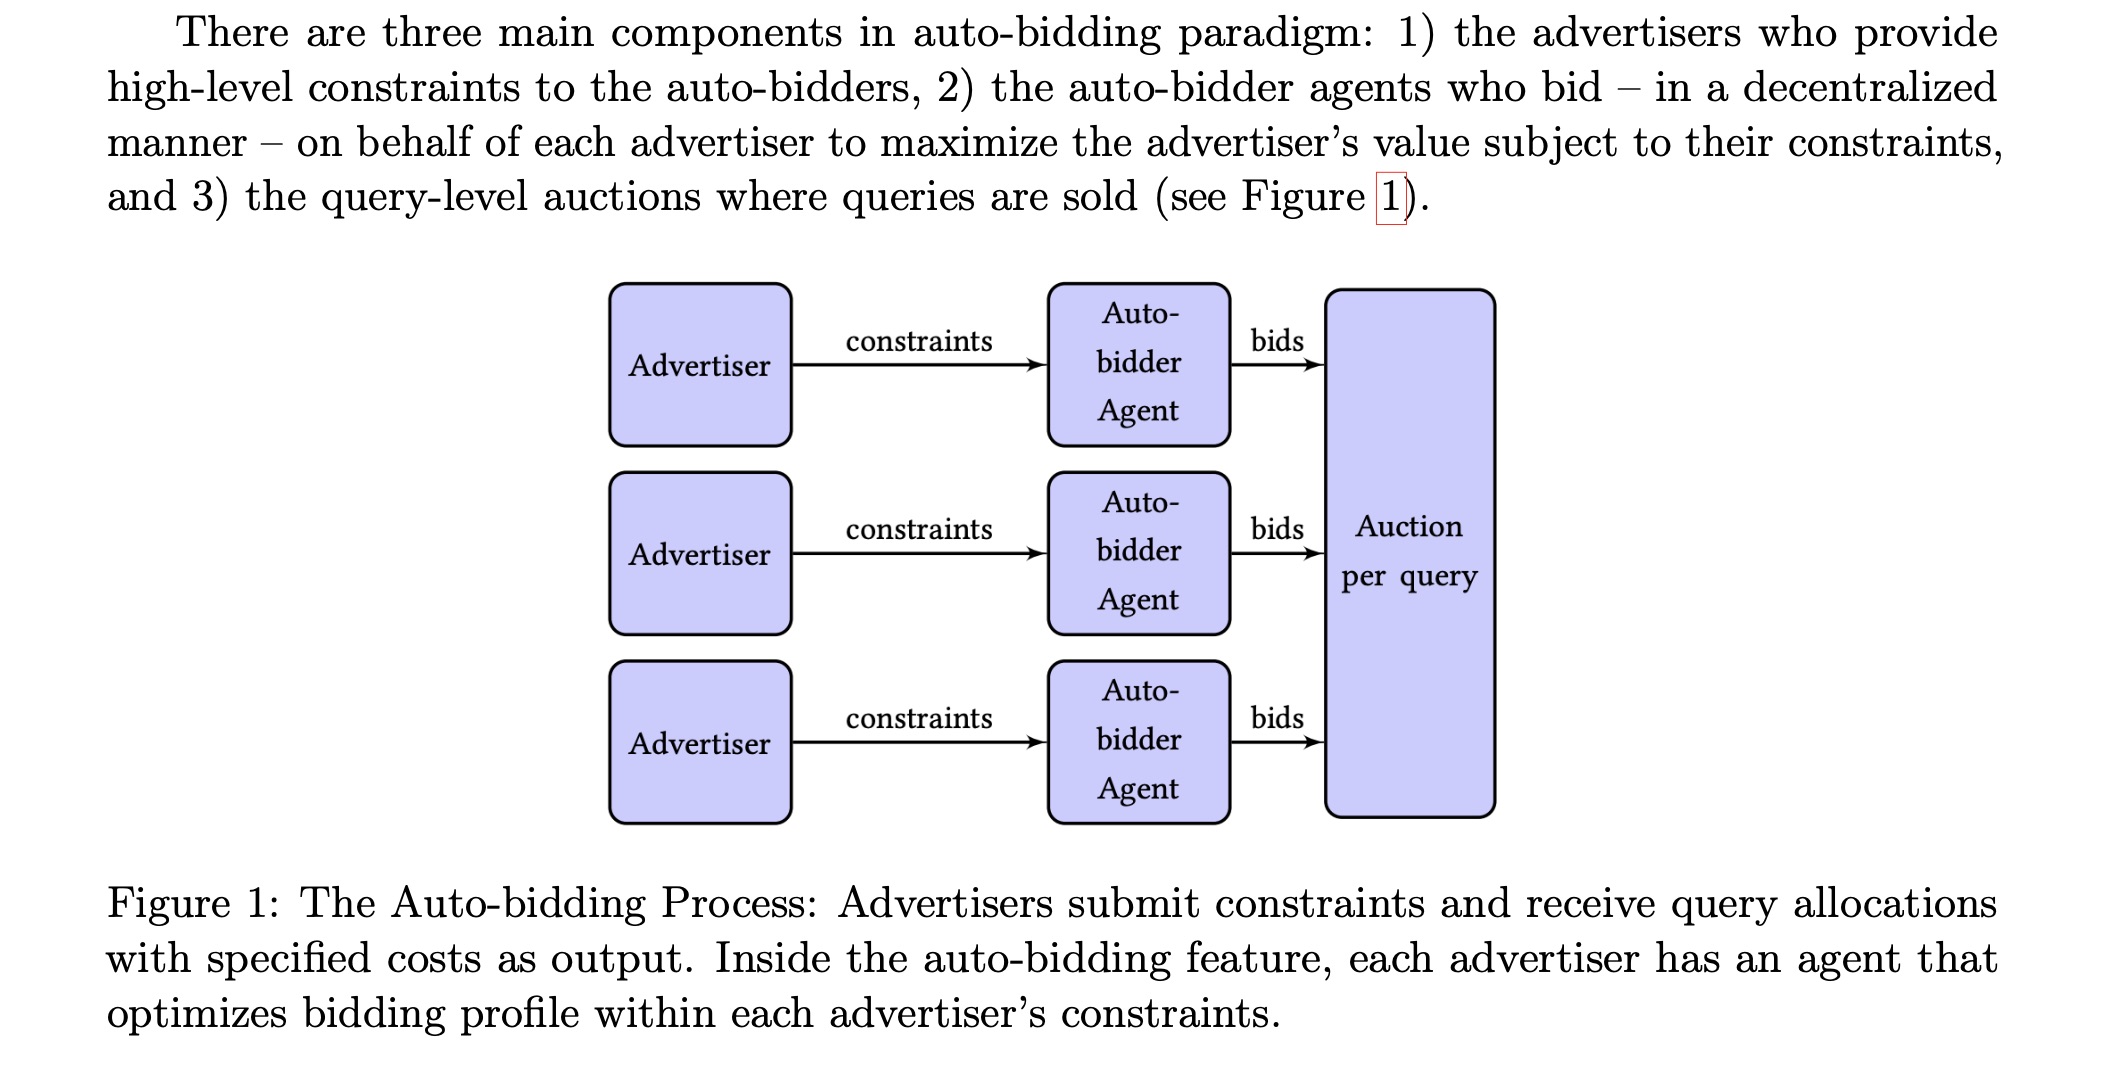 There are three main components in auto-bidding paradigm: 1) the advertisers who provide
high-level constraints to the auto-bidders, 2) the auto-bidder agents who bid – in a decentralized
manner – on behalf of each advertiser to maximize the advertiser's value subject to their constraints,
and 3) the query-level auctions where queries are sold (see Figure 1).
Advertiser
constraints
Auto-
bidder
Agent
bids
Advertiser
constraints
Auto-
bidder
Agent
bids
Advertiser
constraints
Auto-
bidder
Agent
bids
Auction
per query
Figure 1: The Auto-bidding Process: Advertisers submit constraints and receive query allocations
with specified costs as output. Inside the auto-bidding feature, each advertiser has an agent that
optimizes bidding profile within each advertiser's constraints.